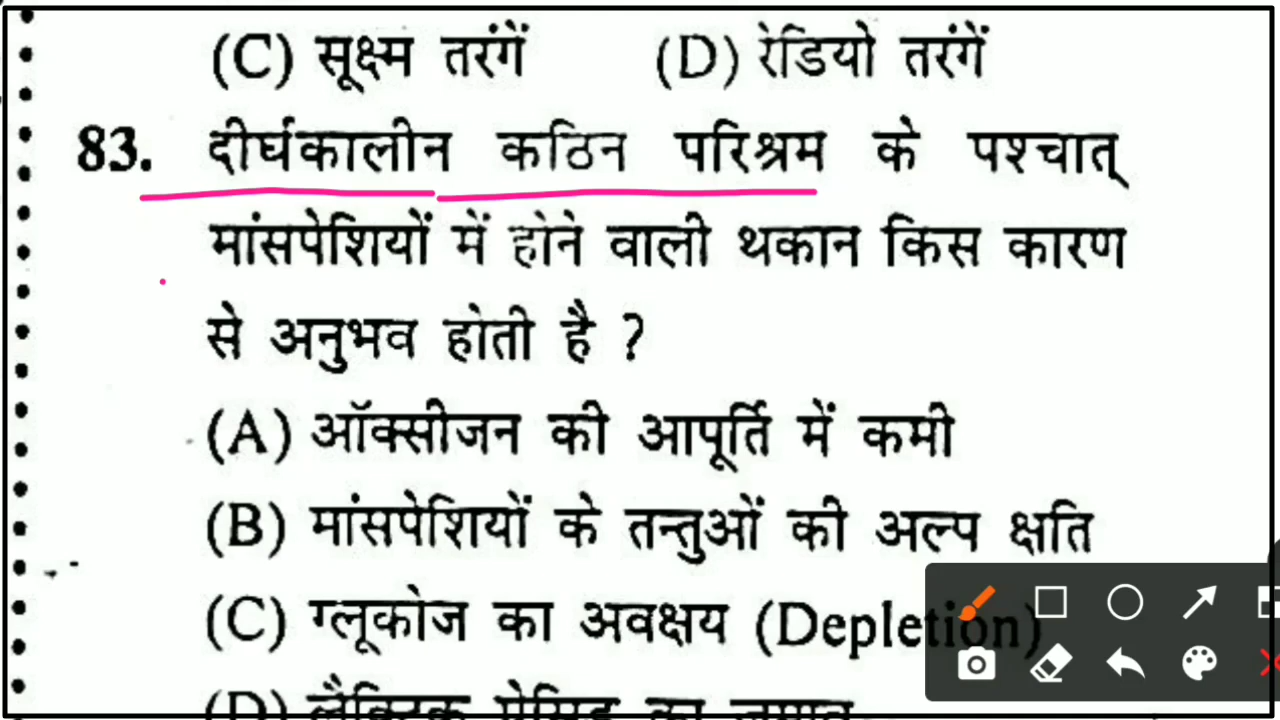 (C) सूक्ष्म तरंगें (D) रेडियो तरंगें
83. दीर्घकालीन कठिन परिश्रम के पश्चात्
मांसपेशियों में होने वाली थकान किस कारण
से अनुभव होती है ?
(A) ऑक्सीजन की आपूर्ति में कमी
(B) मांसपेशियों के तन्तुओं की अल्प क्षति
(C) ग्लूकोज का अवक्षय (Depletion)
(D) लैक्टिक